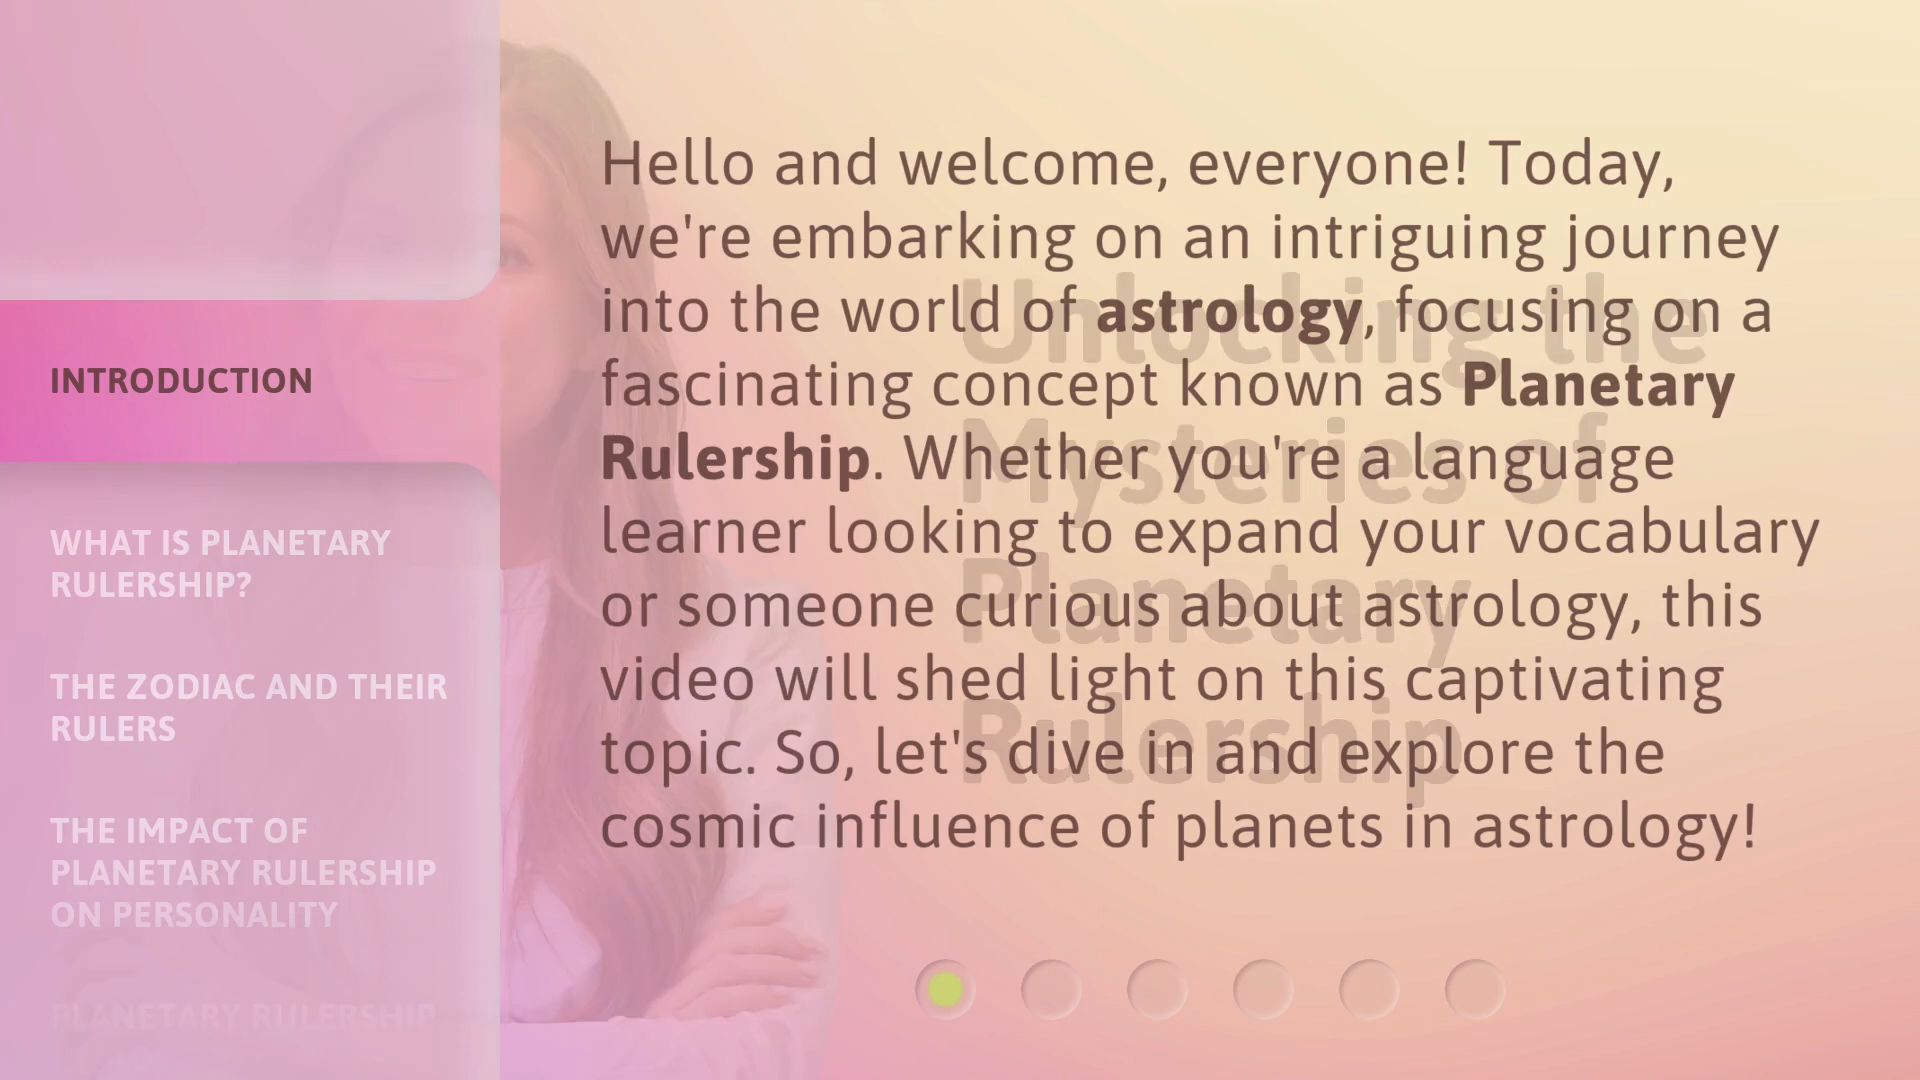 INTRODUCTION
WHAT IS PLANETARY
RULERSHIP?
THE ZODIAC AND THEIR
RULERS
THE IMPACT OF
PLANETARY RULERSHIP
ON PERSONALITY
PLANETARY RULERSHIP
Hello and welcome, everyone! Today,
we're embarking on an intriguing journey
into the world of astrology, focusing on a
fascinating concept known as Planetary
Rulership. Whether you're a language
learner looking to expand your vocabulary
or someone curious about astrology, this
video will shed light on this captivating
topic. So, let's dive in and explore the
cosmic influence of planets in astrology!
Unlocking the
Mysteries of
Planetary
Rulership